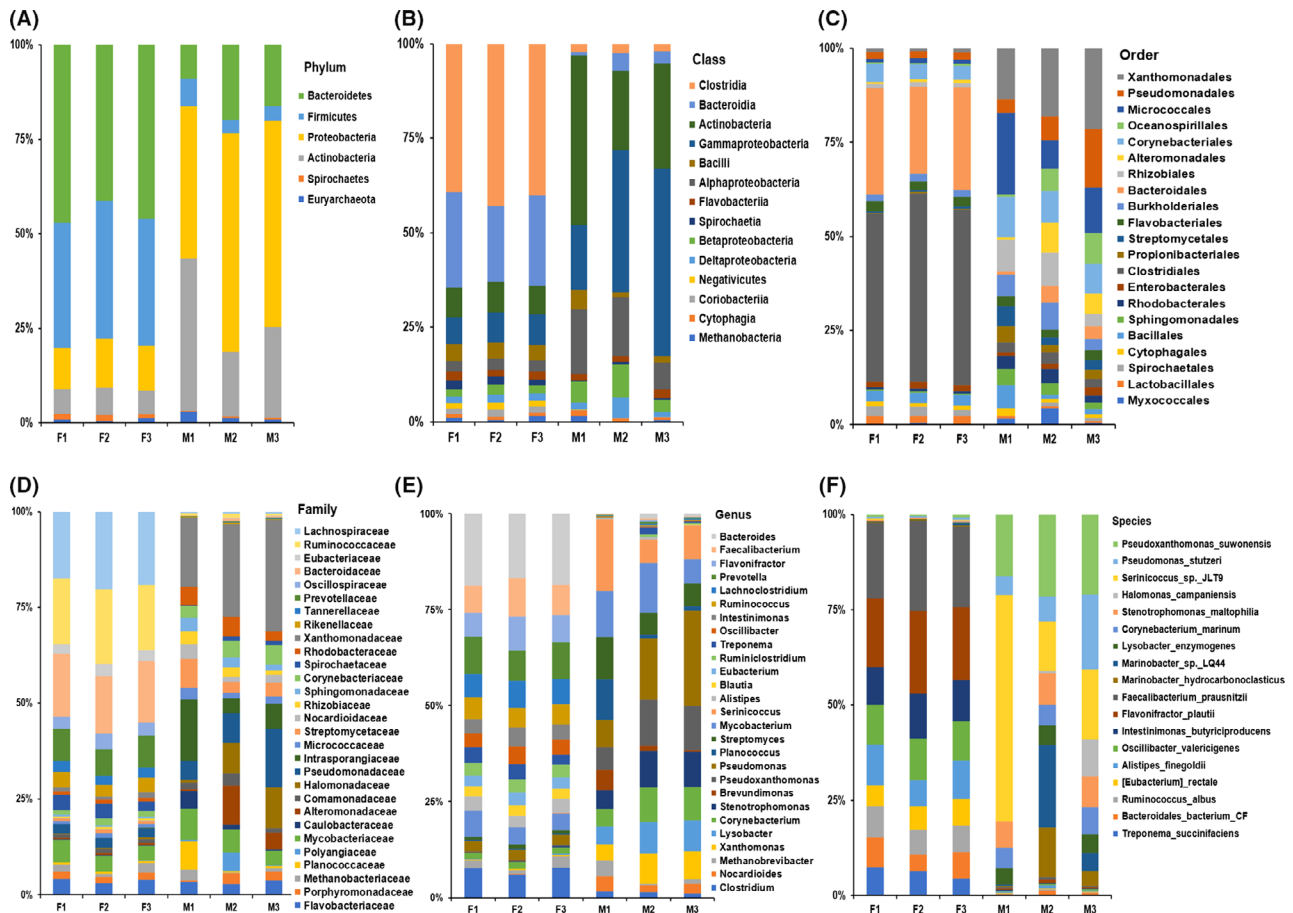 (A)
Phylum
100%
75%
50%
25%
0%
F1 F2 F3 M1 M2 M3
Bacteroidetes
Firmicutes
Proteobacteria
Actinobacteria
Spirochaetes
Euryarchaeota
(B)
Class
100%
75%
50%
25%
0%
F1 F2 F3 M1 M2 M3
Clostridia
Bacteroidia
Actinobacteria
Gammaproteobacteria
Bacilli
Alphaproteobacteria
Flavobacteriia
Spirochaetia
Betaproteobacteria
Deltaproteobacteria
Negativicutes
Coriobacteriia
Cytophagia
Methanobacteria
(C)
Order
100%
75%
50%
25%
0%
F1 F2 F3 M1 M2 M3
Xanthomonadales
Pseudomonadales
Micrococcales
Oceanospirillales
Corynebacteriales
Alteromonadales
Rhizobiales
Bacteroidales
Burkholderiales
Flavobacteriales
Streptomycetales
Propionibacteriales
Clostridiales
Enterobacterales
Rhodobacterales
Sphingomonadales
Bacillales
Cytophagales
Spirochaetales
Lactobacillales
Myxococcales
(D)
Family
100%
75%
50%
25%
0%
F1 F2 F3 M1 M2 M3
Lachnospiraceae
Ruminococcaceae
Eubacteriaceae
Bacteroidaceae
Oscillospiraceae
Prevotellaceae
Tannerellaceae
Rikenellaceae
Xanthomonadaceae
Rhodobacteraceae
Spirochaetaceae
Corynebacteriaceae
Sphingomonadaceae
Rhizobiaceae
Nocardioidaceae
Streptomycetaceae
Micrococcaceae
Intrasporangiaceae
Pseudomonadaceae
Halomonadaceae
Comamonadaceae
Alteromonadaceae
Caulobacteraceae
Mycobacteriaceae
Polyangiaceae
Planococcaceae
Methanobacteriaceae
Porphyromonadaceae
Flavobacteriaceae
(E)
Genus
100%
75%
50%
25%
0%
F1 F2 F3 M1 M2 M3
Bacteroides
Faecalibacterium
Flavonifractor
Prevotella
Lachnoclostridium
Ruminococcus
Intestinimonas
Oscillibacter
Treponema
Ruminiclostridium
Eubacterium
Blautia
Alistipes
Serinicoccus
Mycobacterium
Streptomyces
Planococcus
Pseudomonas
Pseudoxanthomonas
Brevundimonas
Stenotrophomonas
Corynebacterium
Lysobacter
Xanthomonas
Methanobrevibacter
Nocardioides
Clostridium
(F)
Species
100%
75%
50%
25%
0%
F1 F2 F3 M1 M2 M3
Pseudoxanthomonas_suwonensis
Pseudomonas_stutzeri
Serinicoccus_sp._JLT9
Halomonas_campaniensis
Stenotrophomonas_maltophilia
Corynebacterium_marinum
Lysobacter_enzymogenes
Marinobacter_sp._LQ44
Marinobacter_hydrocarbonoclasticus
Faecalibacterium_prausnitzii
Flavonifractor_plautii
Intestinimonas_butyriciproducens
Oscillibacter_valericigenes
Alistipes_finegoldii
[Eubacterium]_rectale
Ruminococcus_albus
Bacteroidales_bacterium_CF
Treponema_succinifaciens